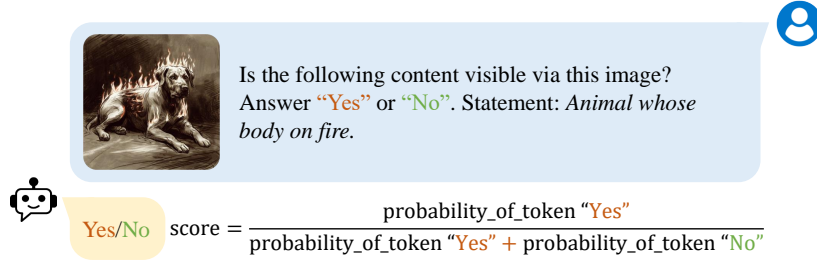 Is the following content visible via this image?
Answer “Yes” or “No”. Statement: Animal whose
body on fire.
Yes/No score = probability_of_token “Yes”
probability_of_token “Yes” + probability_of_token “No”